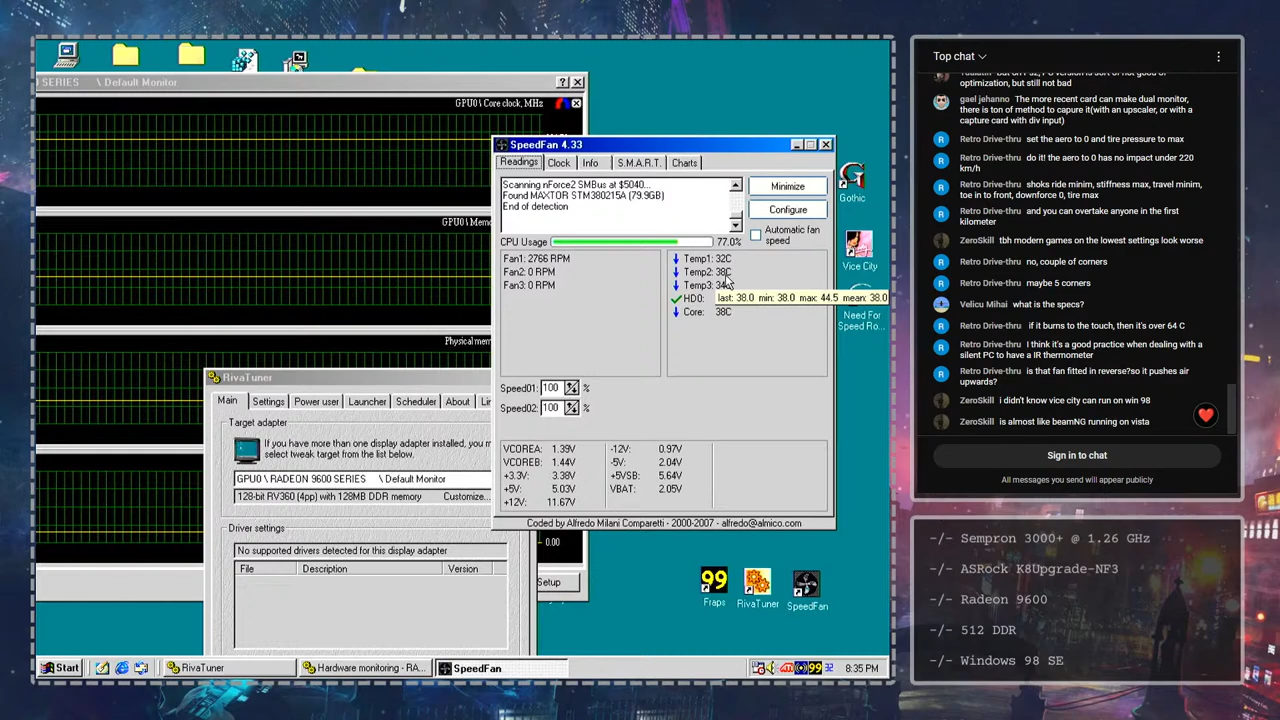 SERIES \ Default Monitor
GPU0 \ Core clock, MHz
GPU0 \ Mem
Physical mem
0.00
Setup
SpeedFan 4.33
Readings Clock Info S.M.A.R.T. Charts
Scanning nForce2 SMBus at $5040...
Found MAXTOR STM380215A (79.9GB)
End of detection
Minimize
Configure
CPU Usage 77.0%
Automatic fan
speed
Fan1: 2766 RPM
Fan2: 0 RPM
Fan3: 0 RPM
Temp1: 32C
Temp2: 38C
Temp3:
HD0:
last: 38.0 min: 38.0 max: 44.5 mean: 38.0
Core: 38C
Speed01: 100 %
Speed02: 100 %
VCOREA: 1.39V -12V: 0.97V
VCOREB: 1.44V -5V: 2.04V
+3.3V: 3.38V +5VSB: 5.64V
+5V: 5.03V VBAT: 2.05V
+12V: 11.67V
Coded by Alfredo Milani Comparetti - 2000-2007 - alfredo@almico.com
RivaTuner
Main Settings Power user Launcher Scheduler About
Target adapter
If you have more than one display adapter installed, you m
select tweak target from the list below.
GPU0 \ RADEON 9600 SERIES \ Default Monitor
128-bit RV360 (4pp) with 128MB DDR memory Customize...
Driver settings
No supported drivers detected for this display adapter
File Description Version
Gothic
Vice City
Need For
Speed Ro...
99
Fraps RivaTuner SpeedFan
Start RivaTuner Hardware monitoring - RA... SpeedFan
99 32 8:35 PM
Top chat
optimization, but still not bad
gael jehanno The more recent card can make dual monitor,
there is ton of method to capure it(with an upscaler, or with a
capture card with dvi input)
Retro Drive-thru set the aero to 0 and tire pressure to max
Retro Drive-thru do it! the aero to 0 has no impact under 220
km/h
Retro Drive-thru shoks ride minim, stiffness max, travel minim,
toe in to front, downforce 0, tire max
Retro Drive-thru and you can overtake anyone in the first
kilometer
ZeroSkill tbh modern games on the lowest settings look worse
Retro Drive-thru no, couple of corners
Retro Drive-thru maybe 5 corners
Velicu Mihai what is the specs?
Retro Drive-thru if it burns to the touch, then it's over 64 C
Retro Drive-thru I think it's a good practice when dealing with a
silent PC to have a IR thermometer
Retro Drive-thru is that fan fitted in reverse?so it pushes air
upwards?
ZeroSkill i didn't know vice city can run on win 98
ZeroSkill is almost like beamNG running on vista
Sign in to chat
All messages you send will appear publicly
-/- Sempron 3000+ @ 1.26 GHz
-/- ASRock K8Upgrade-NF3
-/- Radeon 9600
-/- 512 DDR
-/- Windows 98 SE